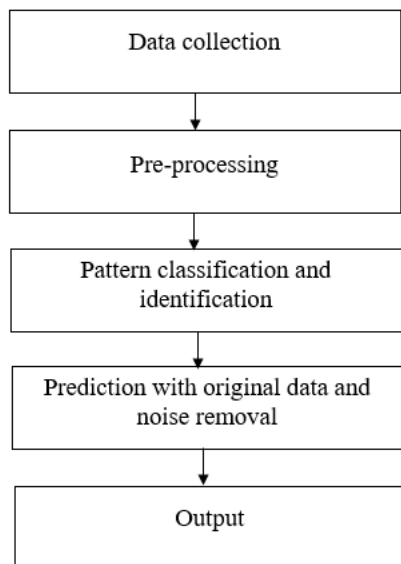 Data collection
Pre-processing
Pattern classification and
identification
Prediction with original data and
noise removal
Output